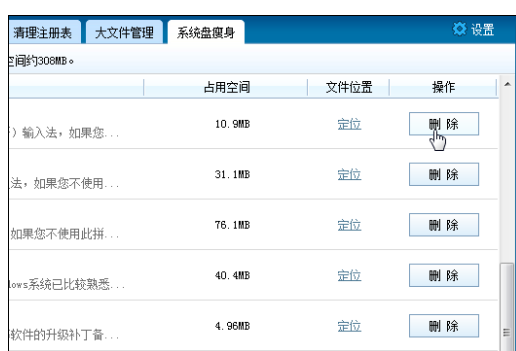 清理注册表 大文件管理 系统盘瘦身 设置
空间约308MB。
占用空间 文件位置 操作
）输入法，如果您... 10.9MB 定位 删 除
法，如果您不使用... 31.1MB 定位 删 除
如果您不使用此拼... 76.1MB 定位 删 除
lows系统已比较熟悉... 40.4MB 定位 删 除
软件的升级补丁备... 4.96MB 定位 删 除